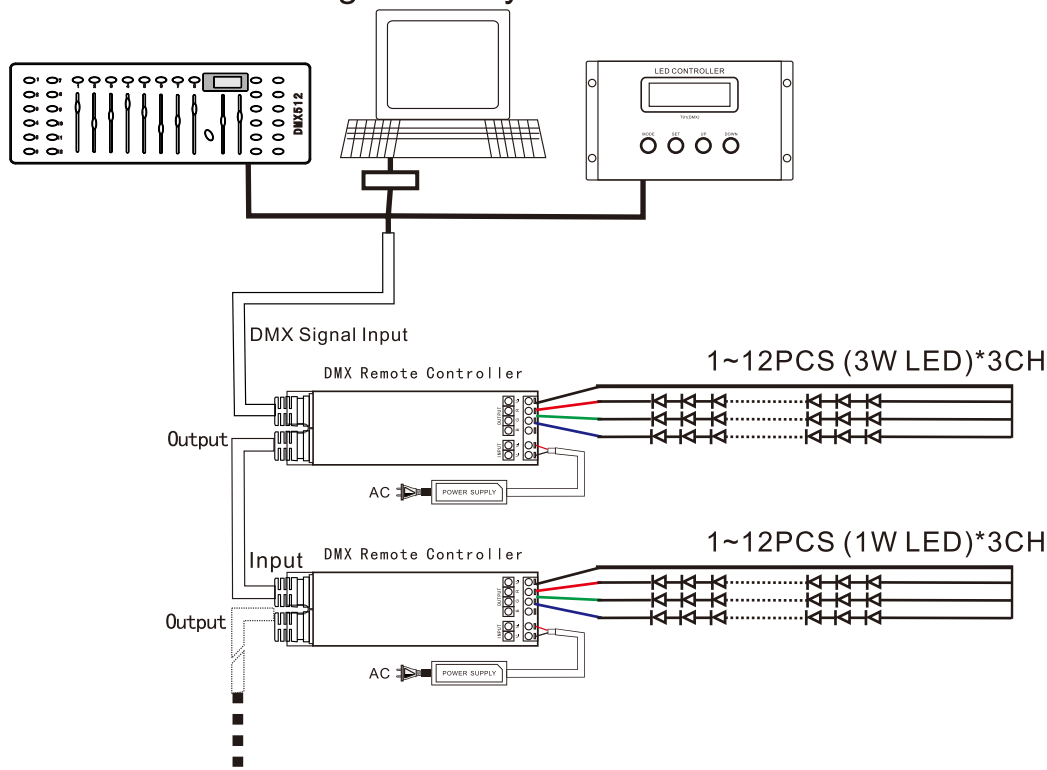 DMX512
LED CONTROLLER
MODE SET UP DOWN
DMX Signal Input
1~12PCS (3W LED)*3CH
DMX Remote Controller
OUTPUT
Output
INPUT
AC
POWER SUPPLY
1~12PCS (1W LED)*3CH
Input
DMX Remote Controller
OUTPUT
Output
INPUT
AC
POWER SUPPLY